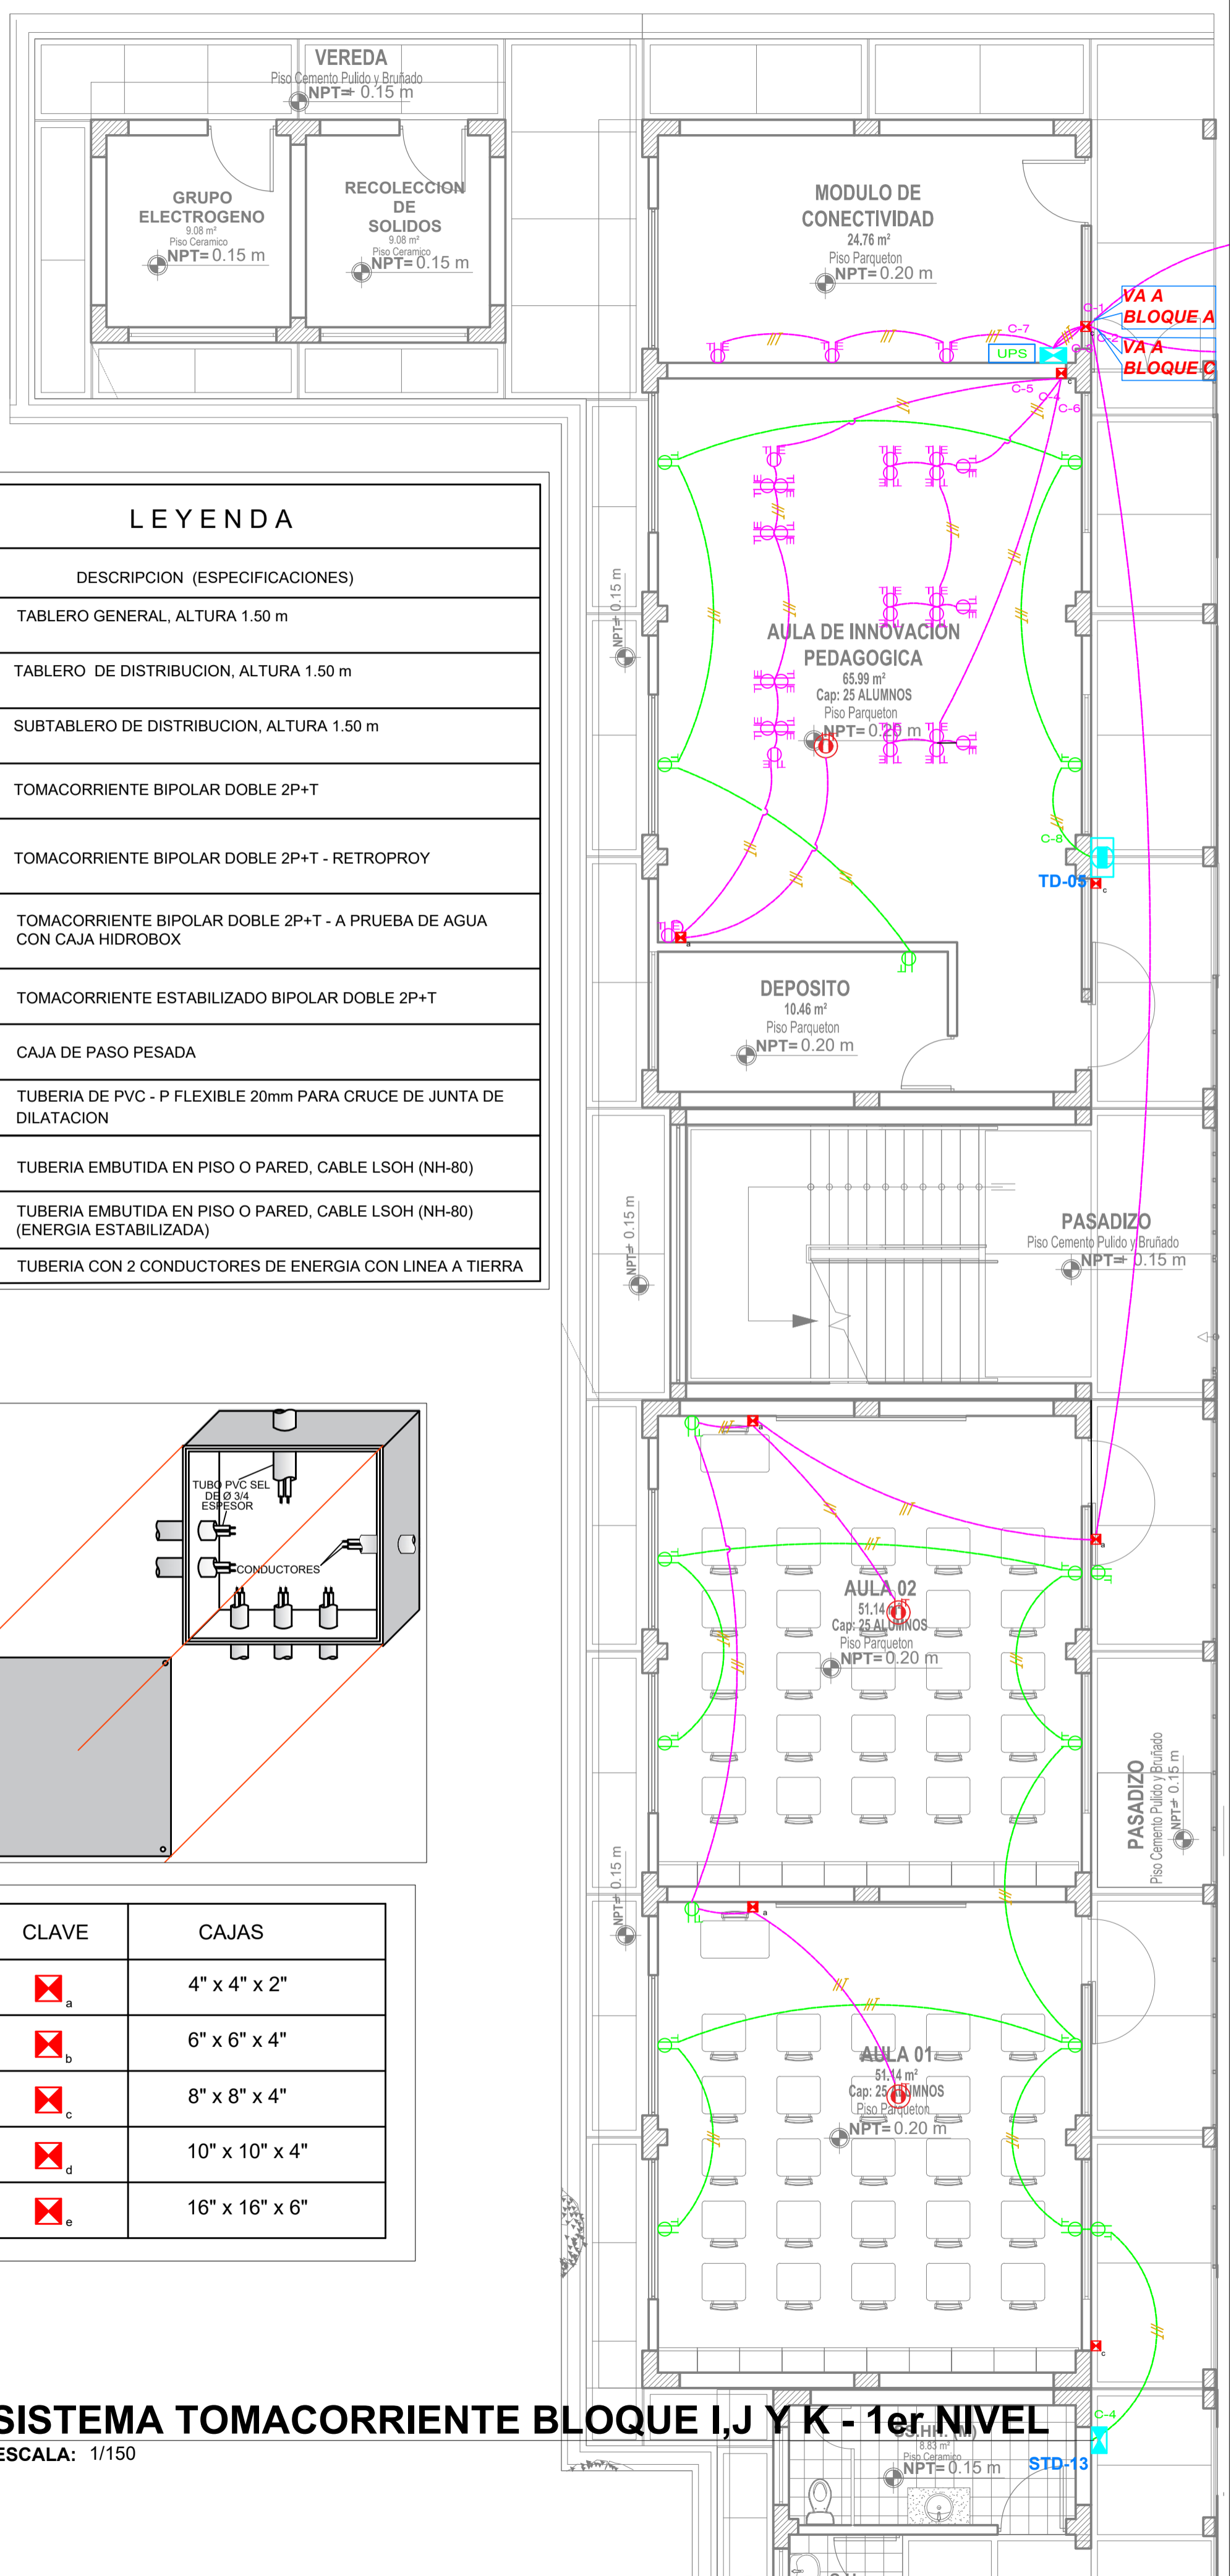 VEREDA
Piso Cemento Pulido y Bruñado
NPT=+ 0.15 m
GRUPO
ELECTROGENO
9.08 m²
Piso Ceramico
NPT= 0.15 m
RECOLECCION
DE
SOLIDOS
9.08 m²
Piso Ceramico
NPT= 0.15 m
MODULO DE
CONECTIVIDAD
24.76 m²
Piso Parqueton
NPT= 0.20 m
C-1
VA A
BLOQUE A
C-2
VA A
BLOQUE C
C-7
UPS
C-5
C-4
C-6
LEYENDA
DESCRIPCION (ESPECIFICACIONES)
TABLERO GENERAL, ALTURA 1.50 m
TABLERO DE DISTRIBUCION, ALTURA 1.50 m
SUBTABLERO DE DISTRIBUCION, ALTURA 1.50 m
TOMACORRIENTE BIPOLAR DOBLE 2P+T
TOMACORRIENTE BIPOLAR DOBLE 2P+T - RETROPROY
TOMACORRIENTE BIPOLAR DOBLE 2P+T - A PRUEBA DE AGUA
CON CAJA HIDROBOX
TOMACORRIENTE ESTABILIZADO BIPOLAR DOBLE 2P+T
CAJA DE PASO PESADA
TUBERIA DE PVC - P FLEXIBLE 20mm PARA CRUCE DE JUNTA DE
DILATACION
TUBERIA EMBUTIDA EN PISO O PARED, CABLE LSOH (NH-80)
TUBERIA EMBUTIDA EN PISO O PARED, CABLE LSOH (NH-80)
(ENERGIA ESTABILIZADA)
TUBERIA CON 2 CONDUCTORES DE ENERGIA CON LINEA A TIERRA
NPT=+ 0.15 m
AULA DE INNOVACION
PEDAGOGICA
65.99 m²
Cap: 25 ALUMNOS
Piso Parqueton
NPT= 0.20 m
C-8
TD-05
DEPOSITO
10.46 m²
Piso Parqueton
NPT= 0.20 m
NPT=+ 0.15 m
PASADIZO
Piso Cemento Pulido y Bruñado
NPT=+ 0.15 m
TUBO PVC SEL
DE Ø 3/4
ESPESOR
CONDUCTORES
AULA 02
51.14 m²
Cap: 25 ALUMNOS
Piso Parqueton
NPT= 0.20 m
PASADIZO
Piso Cemento Pulido y Bruñado
NPT=+ 0.15 m
NPT=+ 0.15 m
CLAVE
CAJAS
a
4" x 4" x 2"
b
6" x 6" x 4"
c
8" x 8" x 4"
d
10" x 10" x 4"
e
16" x 16" x 6"
AULA 01
51.14 m²
Cap: 25 ALUMNOS
Piso Parqueton
NPT= 0.20 m
SISTEMA TOMACORRIENTE BLOQUE I,J Y K - 1er NIVEL
ESCALA: 1/150
C-4
STD-13
SS.HH. (M)
8.83 m²
Piso Ceramico
NPT= 0.15 m